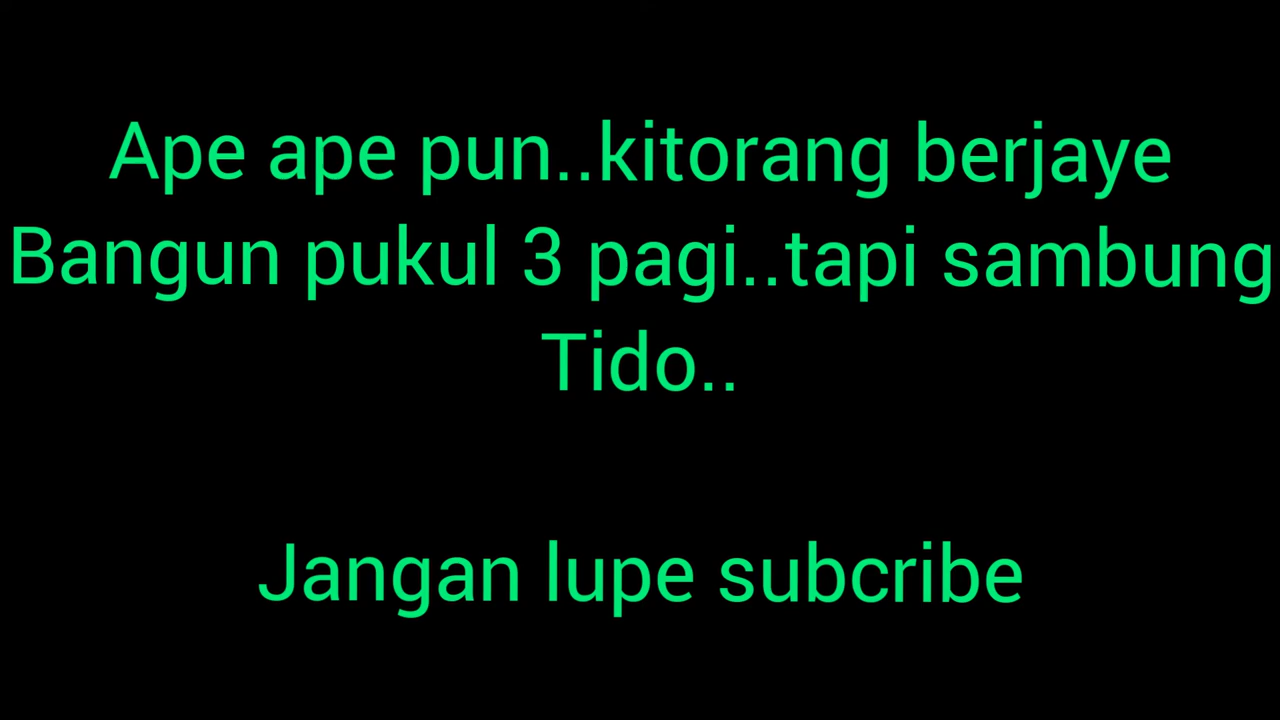 Ape ape pun..kitorang berjaye
Bangun pukul 3 pagi..tapi sambung
Tido..
Jangan lupe subcribe